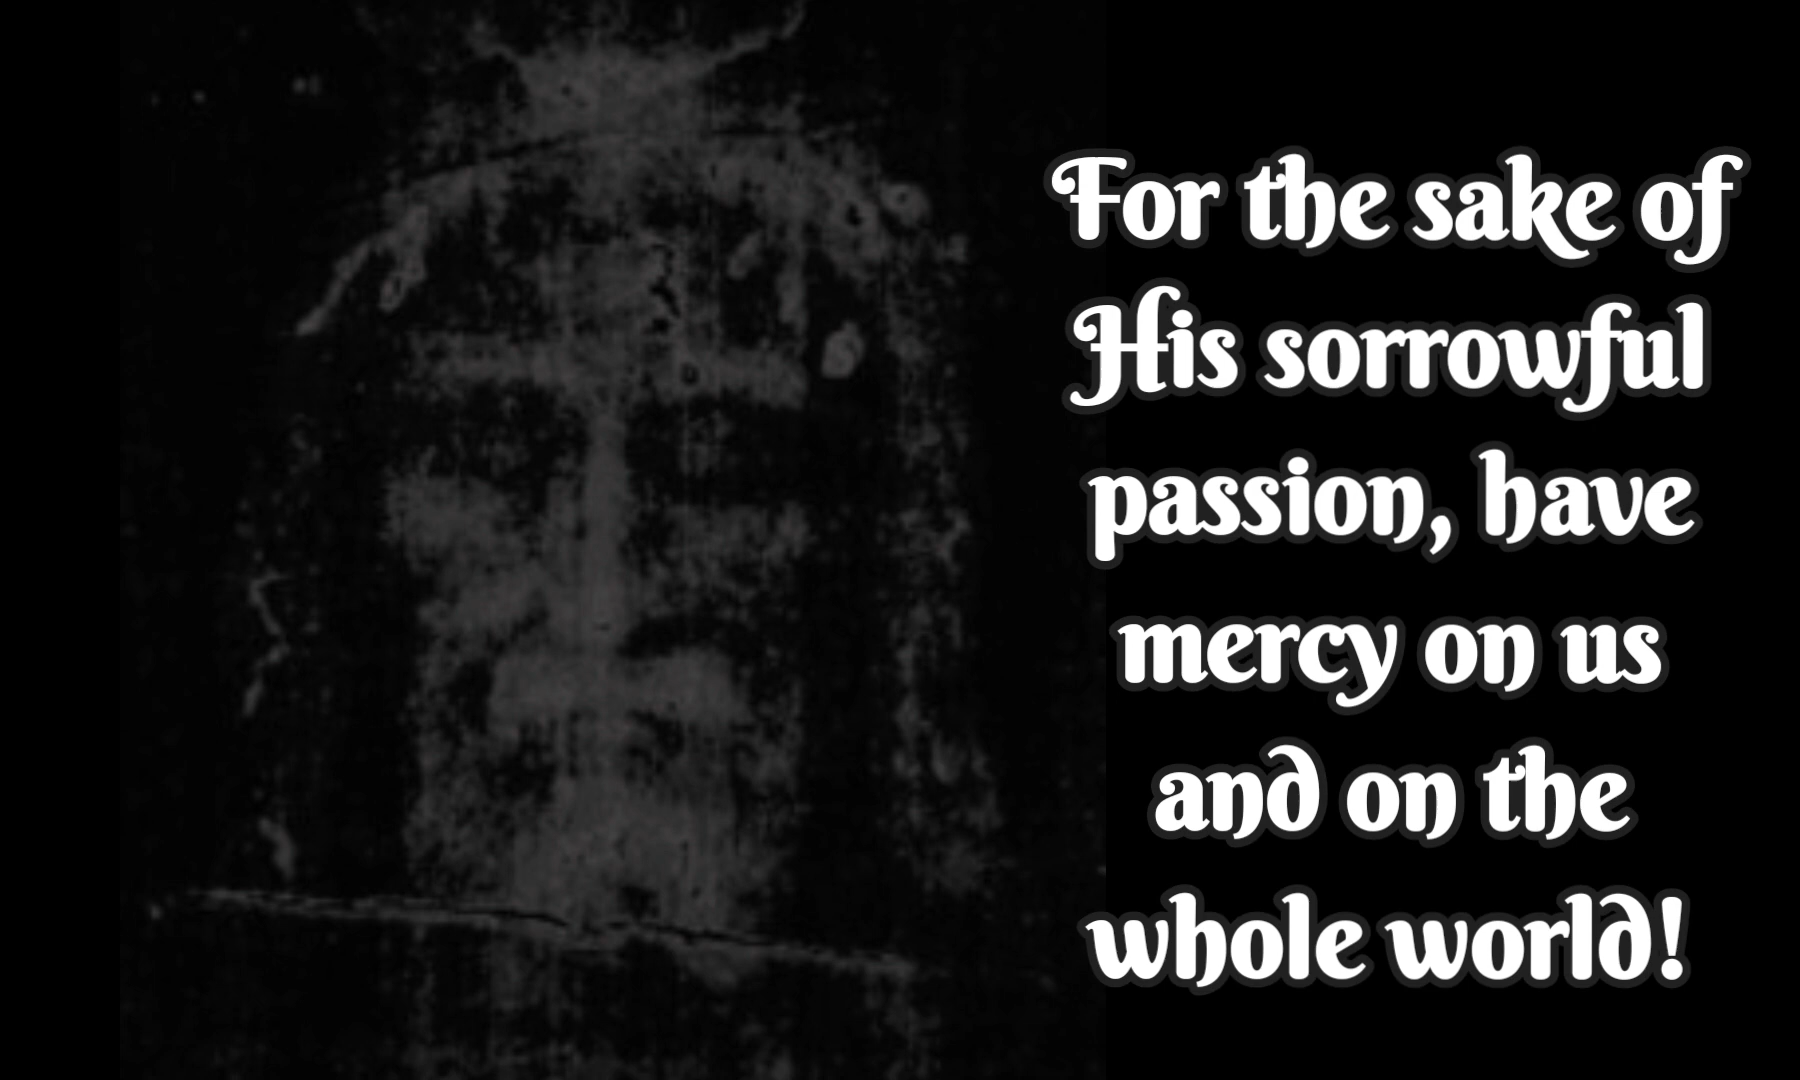 For the sake of
His sorrowful
passion, have
mercy on us
and on the
whole world!